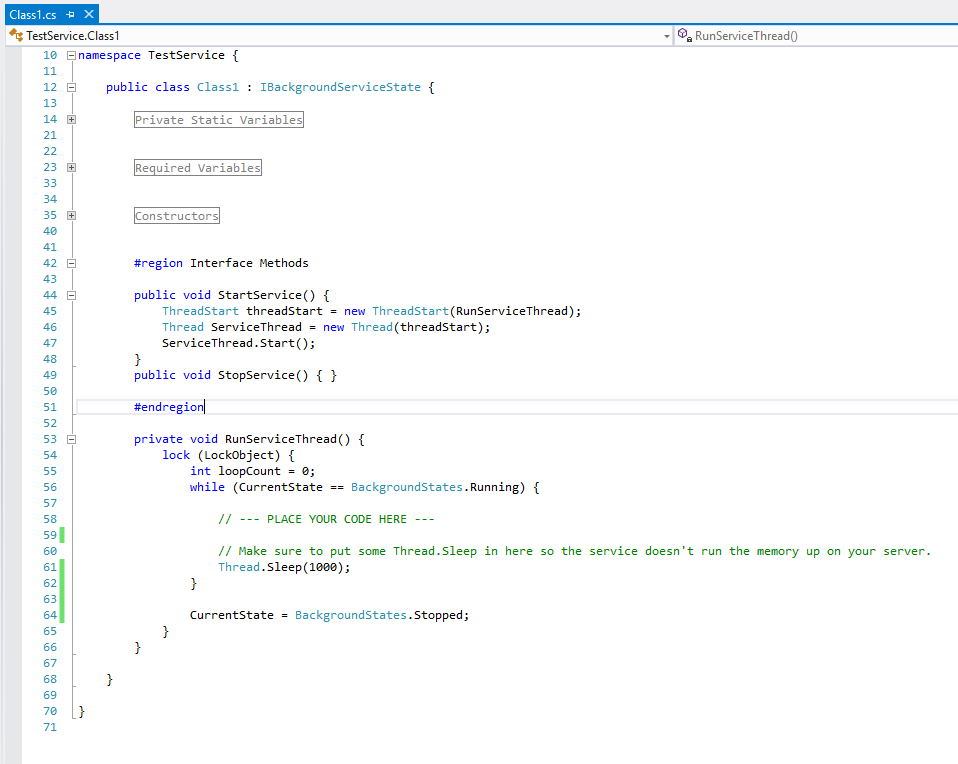 Class1.cs
TestService.Class1 RunServiceThread()
10 namespace TestService {
11
12 public class Class1 : IBackgroundServiceState {
13
14 Private Static Variables
21
22
23 Required Variables
33
34
35 Constructors
40
41
42 #region Interface Methods
43
44 public void StartService() {
45 ThreadStart threadStart = new ThreadStart(RunServiceThread);
46 Thread ServiceThread = new Thread(threadStart);
47 ServiceThread.Start();
48 }
49 public void StopService() { }
50
51 #endregion
52
53 private void RunServiceThread() {
54 lock (LockObject) {
55 int loopCount = 0;
56 while (CurrentState == BackgroundStates.Running) {
57
58 // --- PLACE YOUR CODE HERE ---
59
60 // Make sure to put some Thread.Sleep in here so the service doesn't run the memory up on your server.
61 Thread.Sleep(1000);
62 }
63
64 CurrentState = BackgroundStates.Stopped;
65 }
66 }
67
68 }
69
70 }
71